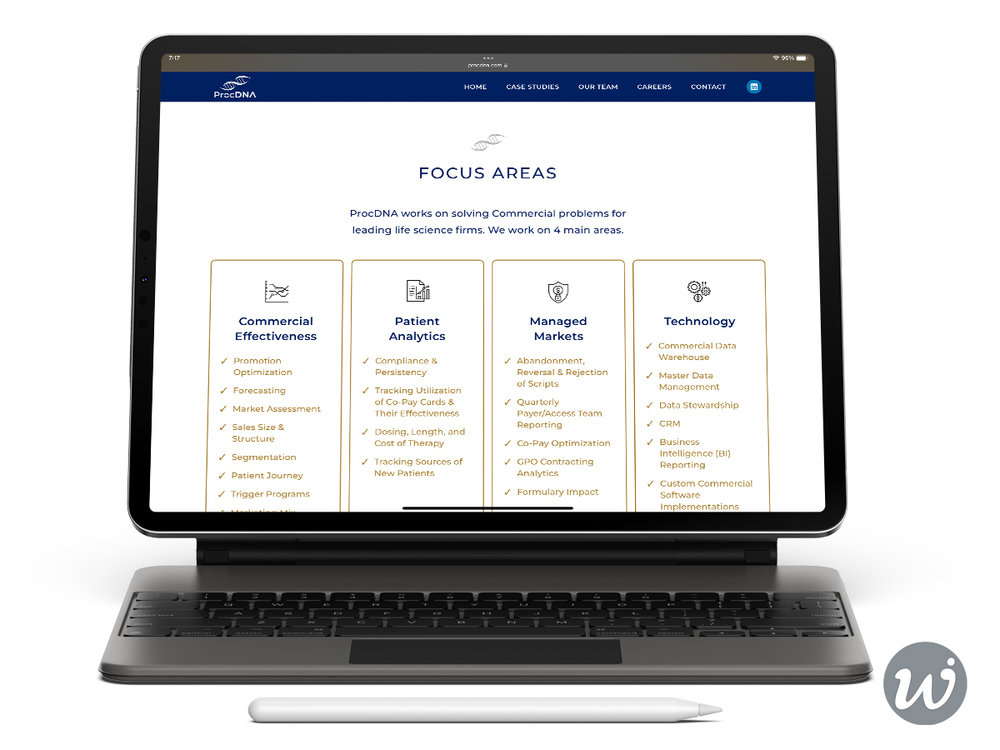 7:17
procdna.com
95%
ProcDNA
HOME
CASE STUDIES
OUR TEAM
CAREERS
CONTACT
in
FOCUS AREAS
ProcDNA works on solving Commercial problems for
leading life science firms. We work on 4 main areas.
Commercial
Effectiveness
✓ Promotion
Optimization
✓ Forecasting
✓ Market Assessment
✓ Sales Size &
Structure
✓ Segmentation
✓ Patient Journey
✓ Trigger Programs
Patient
Analytics
✓ Compliance &
Persistency
✓ Tracking Utilization
of Co-Pay Cards &
Their Effectiveness
✓ Dosing, Length, and
Cost of Therapy
✓ Tracking Sources of
New Patients
Managed
Markets
✓ Abandonment,
Reversal & Rejection
of Scripts
✓ Quarterly
Payer/Access Team
Reporting
✓ Co-Pay Optimization
✓ GPO Contracting
Analytics
✓ Formulary Impact
Technology
✓ Commercial Data
Warehouse
✓ Master Data
Management
✓ Data Stewardship
✓ CRM
✓ Business
Intelligence (BI)
Reporting
✓ Custom Commercial
Software
Implementations
w